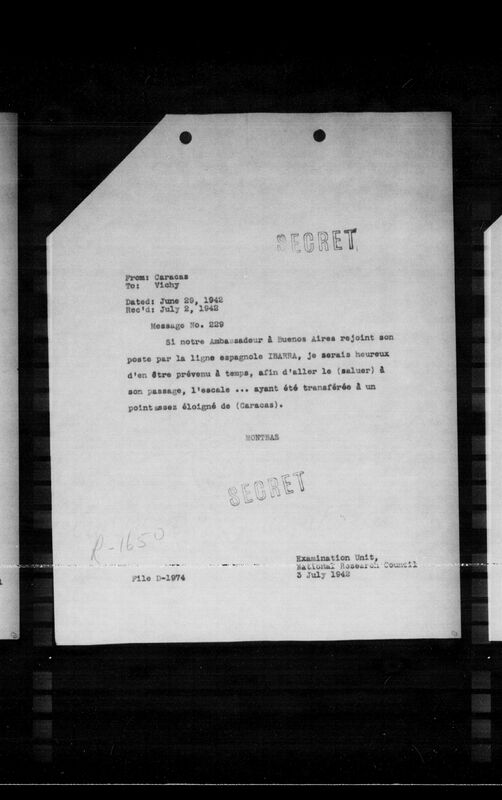 SECRET
From: Caracas
To: Vichy
Dated: June 29, 1942
Rec'd: July 2, 1942
Message No. 229
Si notre Ambassadeur à Buenos Aires rejoint son
poste par la ligne espagnole IBARRA, je serais heureux
d'en être prévenu à temps, afin d'aller le (saluer) à
son passage, l'escale ... ayant été transférée à un
point assez éloigné de (Caracas).
MONTBAS
SECRET
R-1650
Examination Unit,
National Research Council
3 July 1942
File D-1974